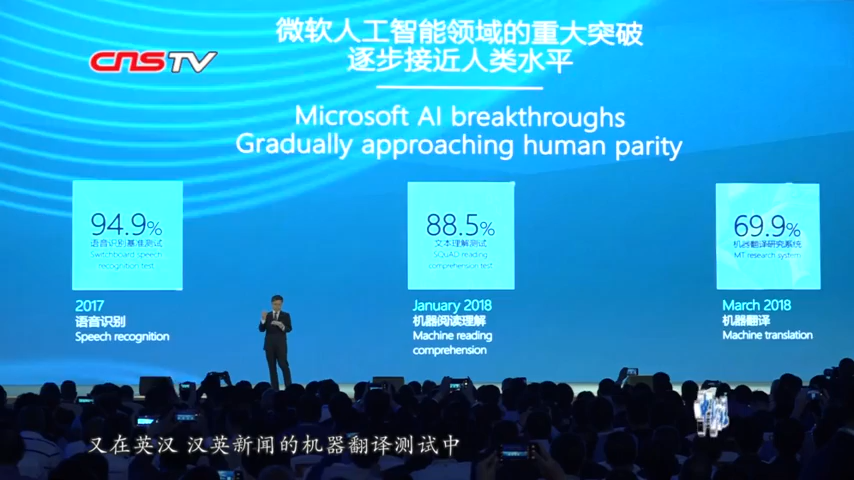 CNSTV
微软人工智能领域的重大突破
逐步接近人类水平
Microsoft AI breakthroughs
Gradually approaching human parity
94.9%
语音识别基准测试
Switchboard speech
recognition test
2017
语音识别
Speech recognition
88.5%
文本理解测试
SQUAD reading
comprehension test
January 2018
机器阅读理解
Machine reading
comprehension
69.9%
机器翻译研究系统
MT research system
March 2018
机器翻译
Machine translation
又在英汉 汉英新闻的机器翻译测试中